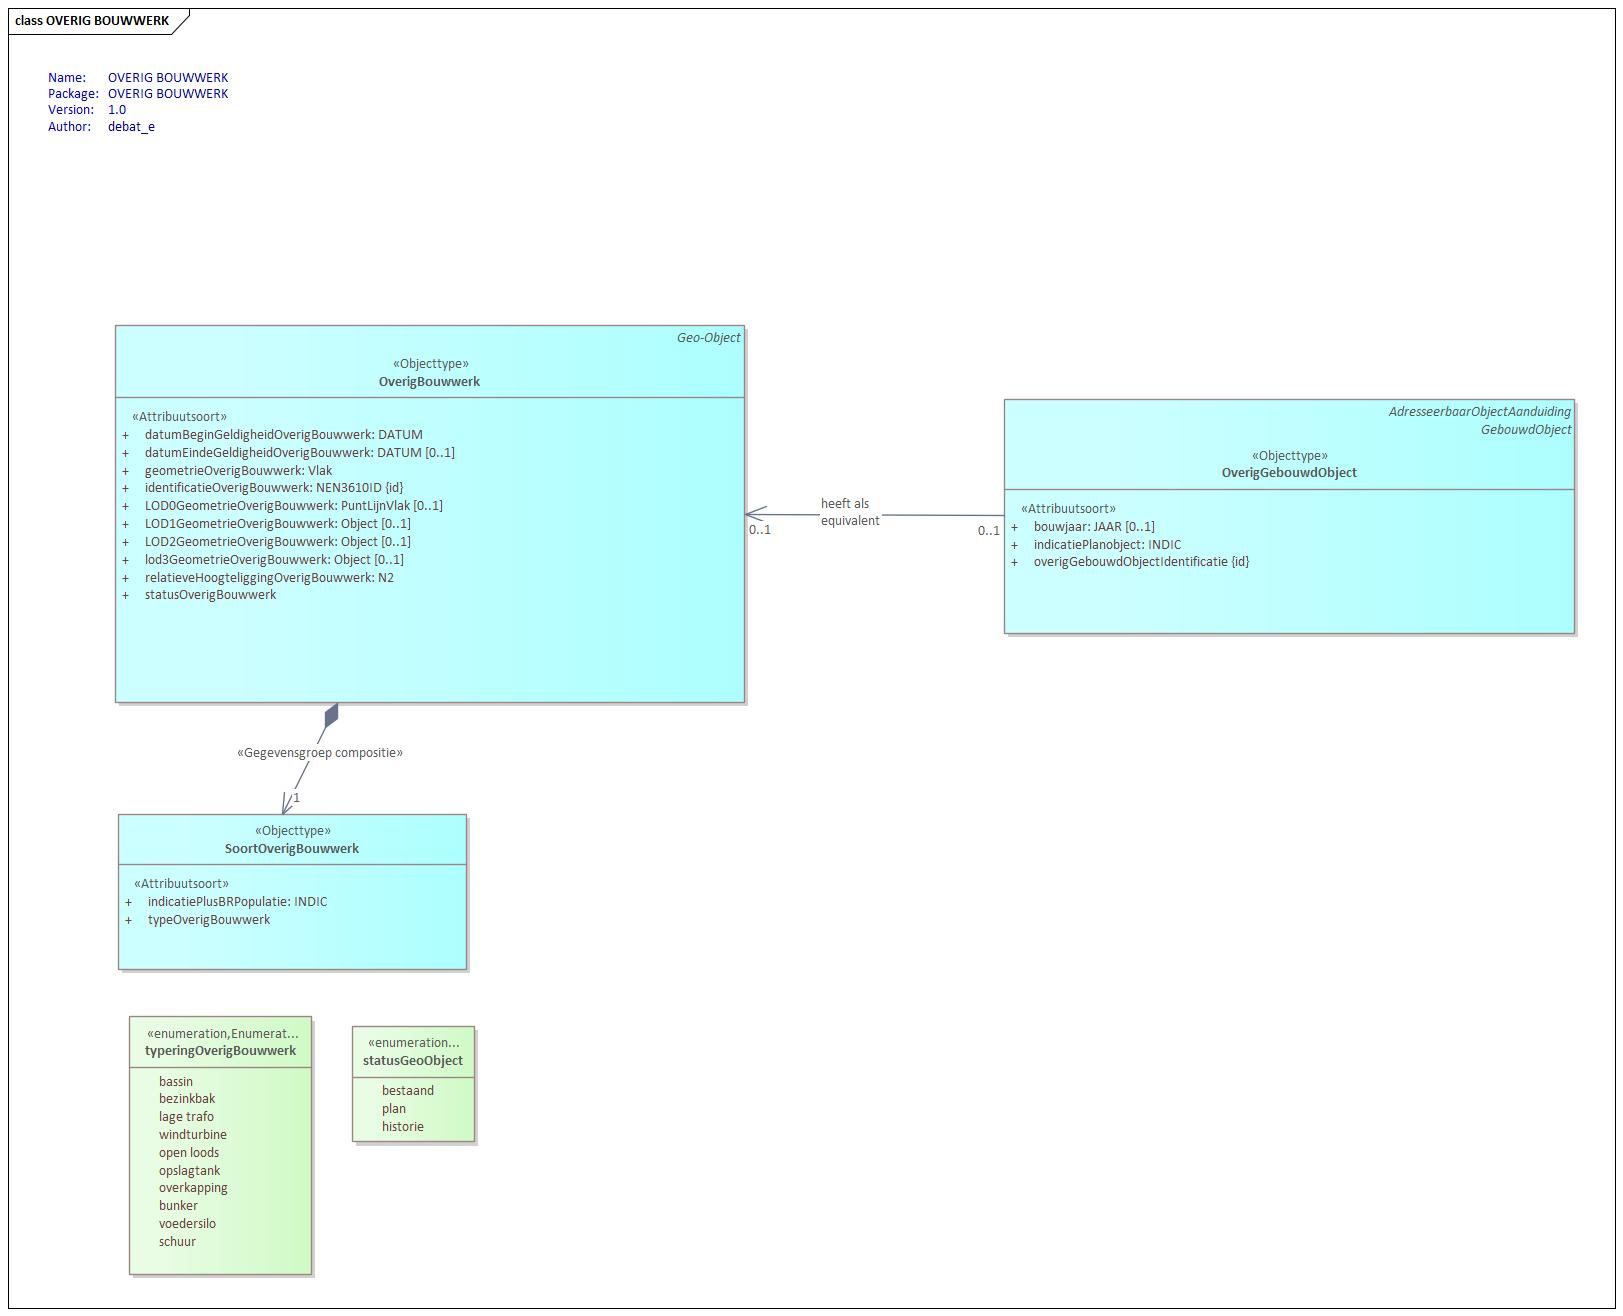 class OVERIG BOUWWERK
Name: OVERIG BOUWWERK
Package: OVERIG BOUWWERK
Version: 1.0
Author: debat_e
Geo-Object
«Objecttype»
OverigBouwwerk
«Attribuutsoort»
+ datumBeginGeldigheidOverigBouwwerk: DATUM
+ datumEindeGeldigheidOverigBouwwerk: DATUM [0..1]
+ geometrieOverigBouwwerk: Vlak
+ identificatieOverigBouwwerk: NEN3610ID {id}
+ LOD0GeometrieOverigBouwwerk: PuntLijnVlak [0..1]
+ LOD1GeometrieOverigBouwwerk: Object [0..1]
+ LOD2GeometrieOverigBouwwerk: Object [0..1]
+ lod3GeometrieOverigBouwwerk: Object [0..1]
+ relatieveHoogteliggingOverigBouwwerk: N2
+ statusOverigBouwwerk
heeft als
equivalent
0..1
0..1
AdresseerbaarObjectAanduiding
GebouwdObject
«Objecttype»
OverigGebouwdObject
«Attribuutsoort»
+ bouwjaar: JAAR [0..1]
+ indicatiePlanobject: INDIC
+ overigGebouwdObjectIdentificatie {id}
«Gegevensgroep compositie»
1
«Objecttype»
SoortOverigBouwwerk
«Attribuutsoort»
+ indicatiePlusBRPopulatie: INDIC
+ typeOverigBouwwerk
«enumeration,Enumerat...
typeringOverigBouwwerk
bassin
bezinkbak
lage trafo
windturbine
open loods
opslagtank
overkapping
bunker
voedersilo
schuur
«enumeration...
statusGeoObject
bestaand
plan
historie